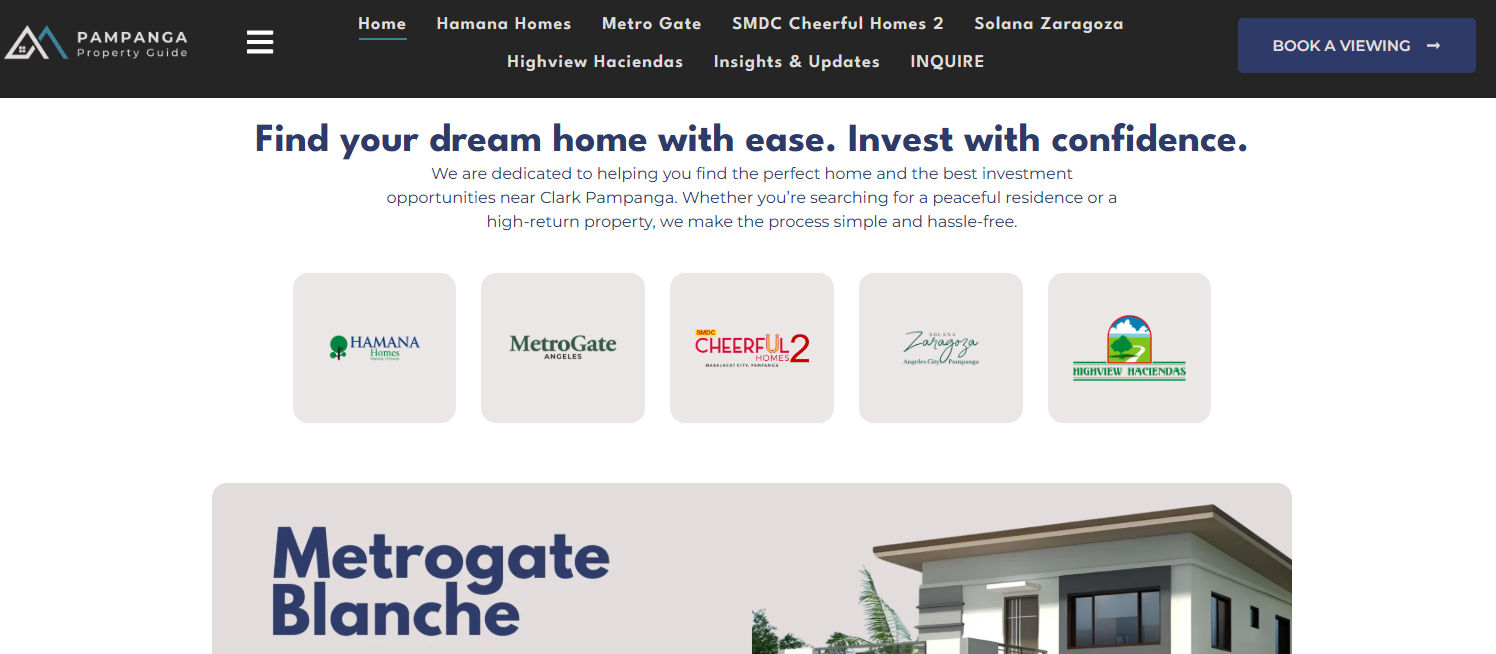 PAMPANGA
Property Guide
Home Hamana Homes Metro Gate SMDC Cheerful Homes 2 Solana Zaragoza
Highview Haciendas Insights & Updates INQUIRE
BOOK A VIEWING
Find your dream home with ease. Invest with confidence.
We are dedicated to helping you find the perfect home and the best investment
opportunities near Clark Pampanga. Whether you’re searching for a peaceful residence or a
high-return property, we make the process simple and hassle-free.
HAMANA
Homes
MetroGate
ANGELES
SMDC
CHEERFUL
HOMES 2
MABALACAT CITY, PAMPANGA
SOLANA
Zaragoza
Angeles City, Pampanga
HIGHVIEW HACIENDAS
Metrogate
Blanche